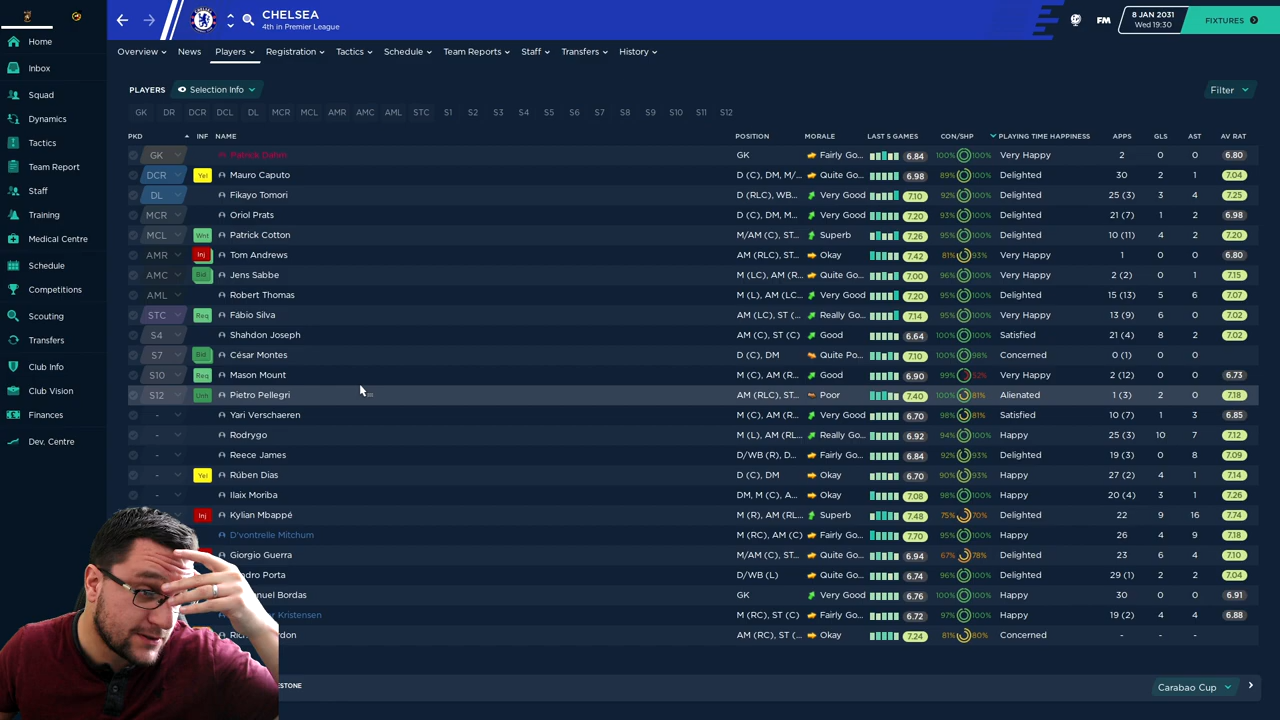 CHELSEA
4th in Premier League
FM
8 JAN 2031
Wed 19:30
FIXTURES
Home
Inbox
Squad
Dynamics
Tactics
Team Report
Staff
Training
Medical Centre
Schedule
Competitions
Scouting
Transfers
Club Info
Club Vision
Finances
Dev. Centre
Overview News Players Registration Tactics Schedule Team Reports Staff Transfers History
PLAYERS Selection Info Filter
GK DR DCR DCL DL MCR MCL AMR AMC AML STC S1 S2 S3 S4 S5 S6 S7 S8 S9 S10 S11 S12
PKD INF NAME POSITION MORALE LAST 5 GAMES CON/SHP PLAYING TIME HAPPINESS APPS GLS AST AV RAT
GK Patrick Dahm GK Fairly Go... 6.84 100% 100% Very Happy 2 0 0 6.80
DCR Yel Mauro Caputo D (C), DM, M/... Quite Go... 6.98 89% 100% Delighted 30 2 1 7.04
DL Fikayo Tomori D (RLC), WB... Very Good 7.10 92% 100% Delighted 25 (3) 3 4 7.25
MCR Oriol Prats D (C), DM, M... Very Good 7.20 93% 100% Delighted 21 (7) 1 2 6.98
MCL Wnt Patrick Cotton M/AM (C), ST... Superb 7.26 95% 100% Delighted 10 (11) 4 2 7.20
AMR Inj Tom Andrews AM (RLC), ST... Okay 7.42 81% 93% Very Happy 1 0 0 6.80
AMC Bid Jens Sabbe M (LC), AM (R... Quite Go... 7.00 96% 100% Very Happy 2 (2) 0 1 7.15
AML Robert Thomas M (L), AM (LC... Very Good 7.20 95% 100% Delighted 15 (13) 5 6 7.07
STC Req Fábio Silva AM (LC), ST (... Really Go... 7.14 95% 100% Very Happy 13 (9) 6 0 7.02
S4 Shahdon Joseph AM (C), ST (C) Good 6.64 94% 100% Satisfied 21 (4) 8 2 7.02
S7 Bid César Montes D (C), DM Quite Po... 7.10 100% 98% Concerned 0 (1) 0 0
S10 Req Mason Mount M (C), AM (R... Good 6.90 99% 52% Very Happy 2 (12) 0 0 6.73
S12 Unh Pietro Pellegri AM (RLC), ST... Poor 7.40 100% 81% Alienated 1 (3) 2 0 7.18
- Yari Verschaeren M (C), AM (R... Very Good 6.70 98% 81% Satisfied 10 (7) 1 3 6.85
- Rodrygo M (L), AM (RL... Really Go... 6.92 94% 100% Happy 25 (3) 10 7 7.12
- Reece James D/WB (R), D... Fairly Go... 6.84 92% 93% Delighted 19 (3) 0 8 7.09
- Yel Rúben Dias D (C), DM Okay 6.70 90% 93% Happy 27 (2) 4 1 7.14
- Ilaix Moriba DM, M (C), A... Okay 7.08 98% 100% Happy 20 (4) 3 1 7.26
- Inj Kylian Mbappé M (R), AM (RL... Superb 7.48 75% 70% Delighted 22 9 16 7.74
- D'vontrelle Mitchum M (RC), AM (C) Fairly Go... 7.70 95% 100% Happy 26 4 9 7.18
Giorgio Guerra M/AM (C), ST... Quite Go... 6.94 67% 78% Delighted 23 6 4 7.10
Porta D/WB (L) Quite Go... 6.74 96% 100% Delighted 29 (1) 2 2 7.04
Bordas GK Very Good 6.76 100% 100% Happy 30 0 0 6.91
Kristensen M (RC), ST (C) Fairly Go... 6.72 97% 100% Happy 19 (2) 4 4 6.88
AM (RC), ST (C) Okay 7.24 81% 80% Concerned - - -
Carabao Cup